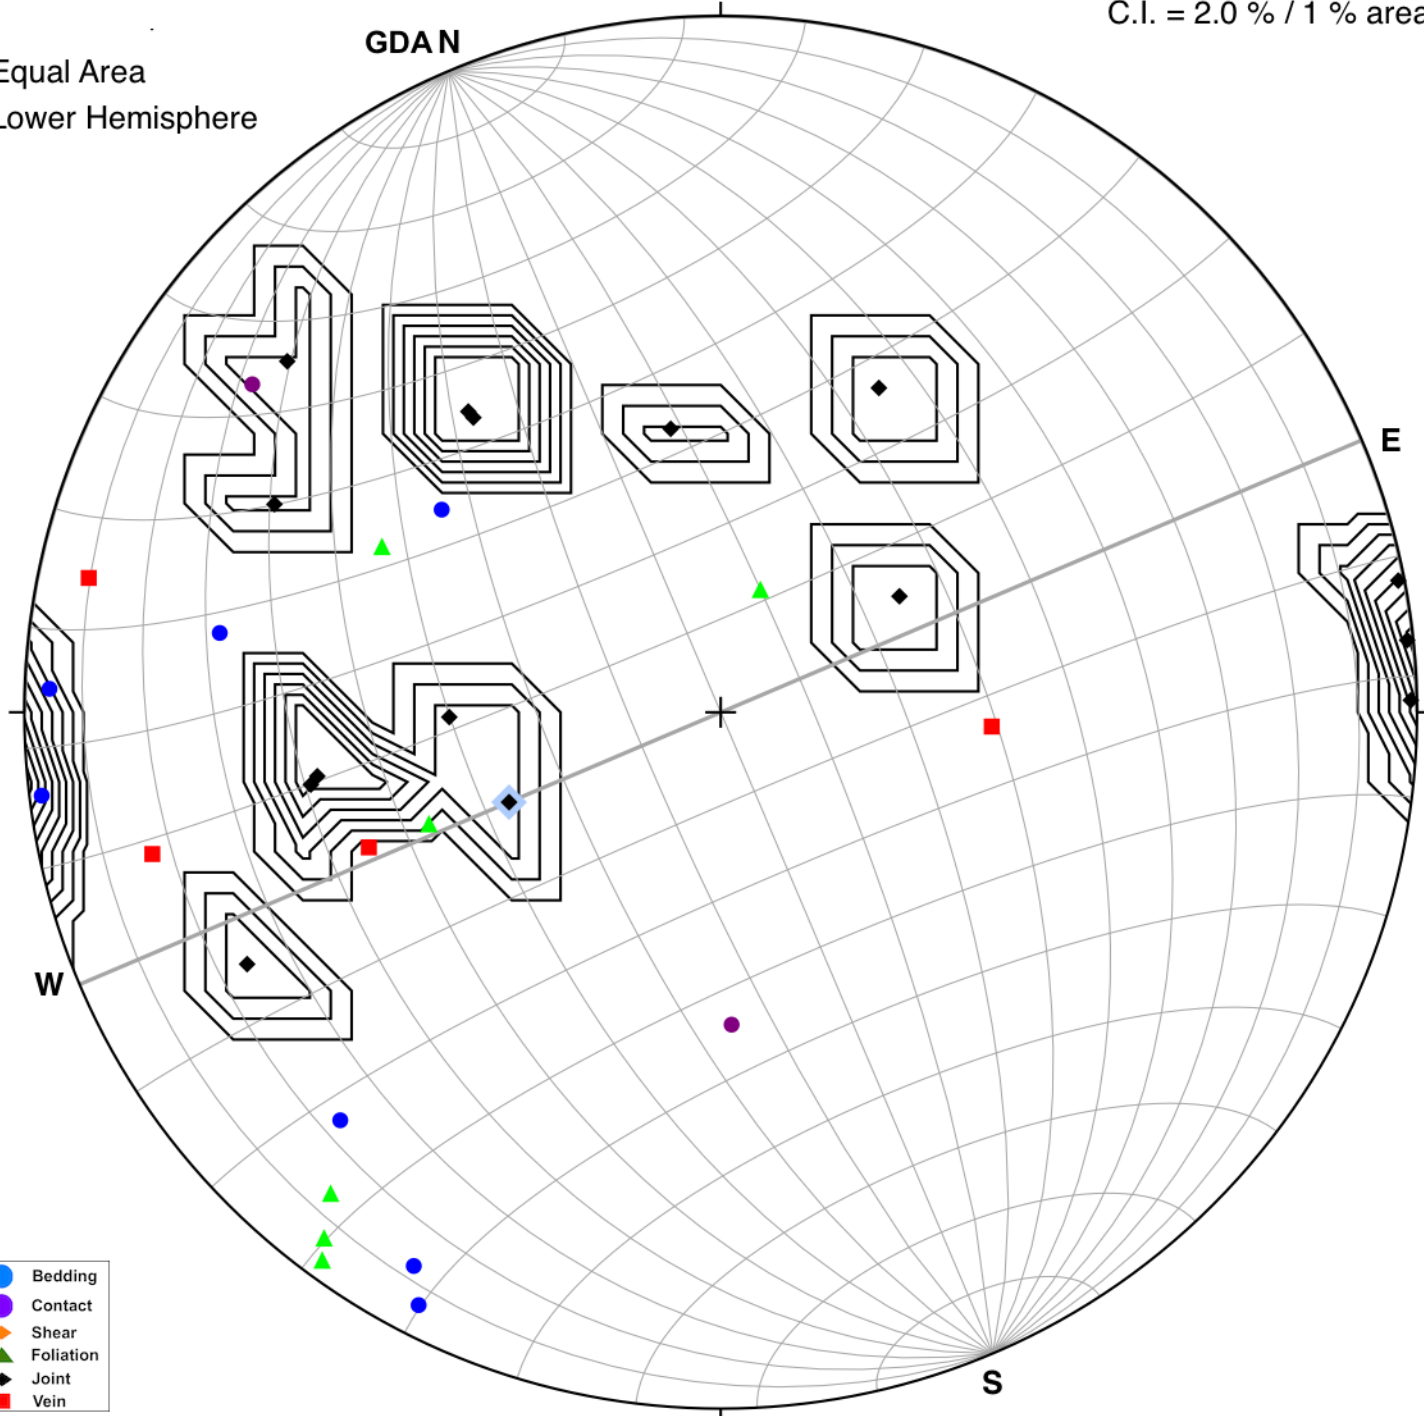 C.I. = 2.0 % / 1 % area
GDA N
Equal Area
Lower Hemisphere
E
W
S
Bedding
Contact
Shear
Foliation
Joint
Vein